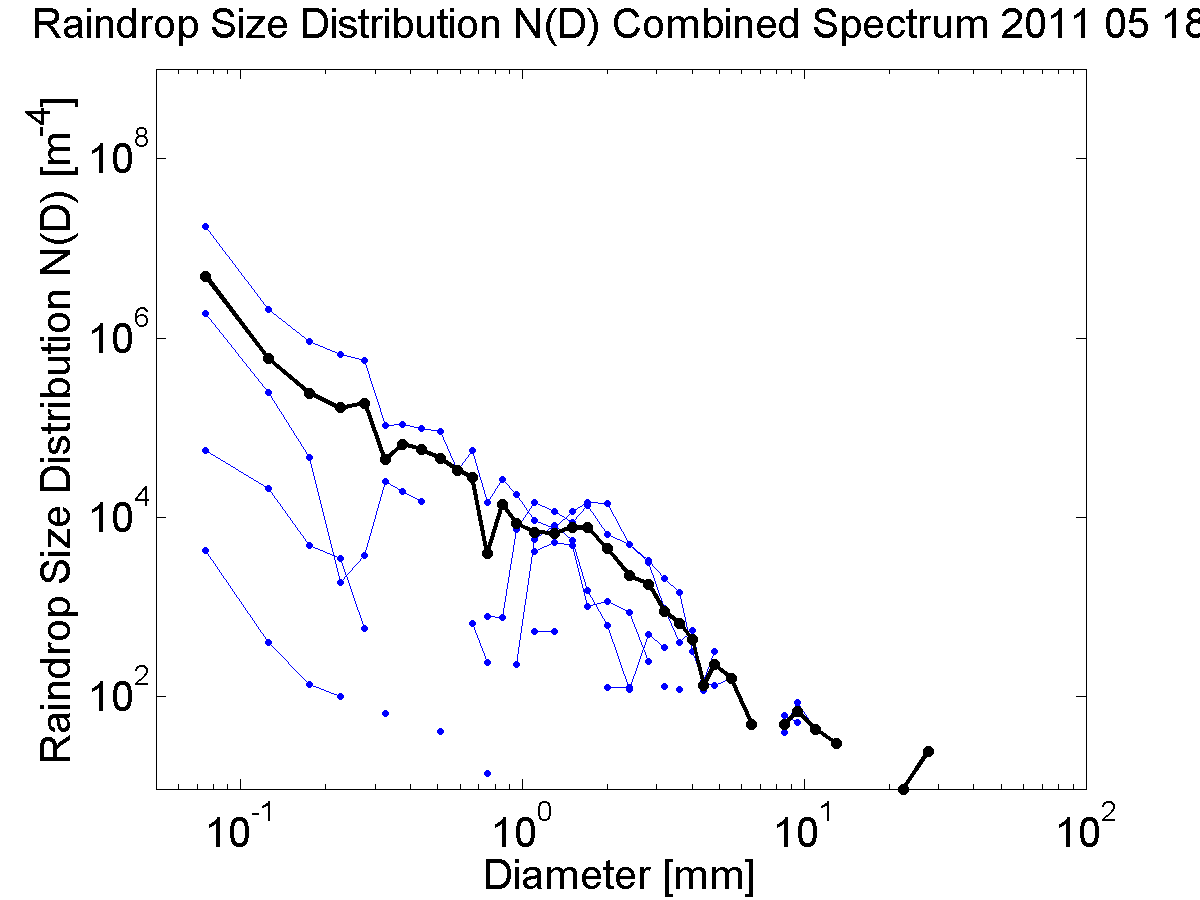 Raindrop Size Distribution N(D) Combined Spectrum 2011 05 18
Raindrop Size Distribution N(D) [m^-4]
10^8
10^6
10^4
10^2
10^-1 10^0 10^1 10^2
Diameter [mm]